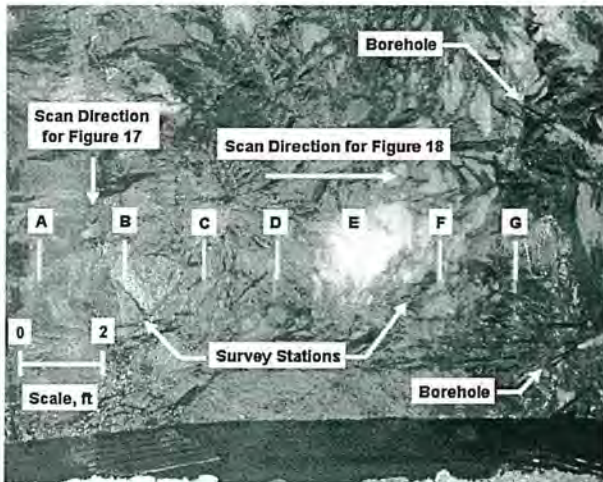 Borehole
Scan Direction
for Figure 17
Scan Direction for Figure 18
A
B
C
D
E
F
G
0
2
Survey Stations
Scale, ft
Borehole